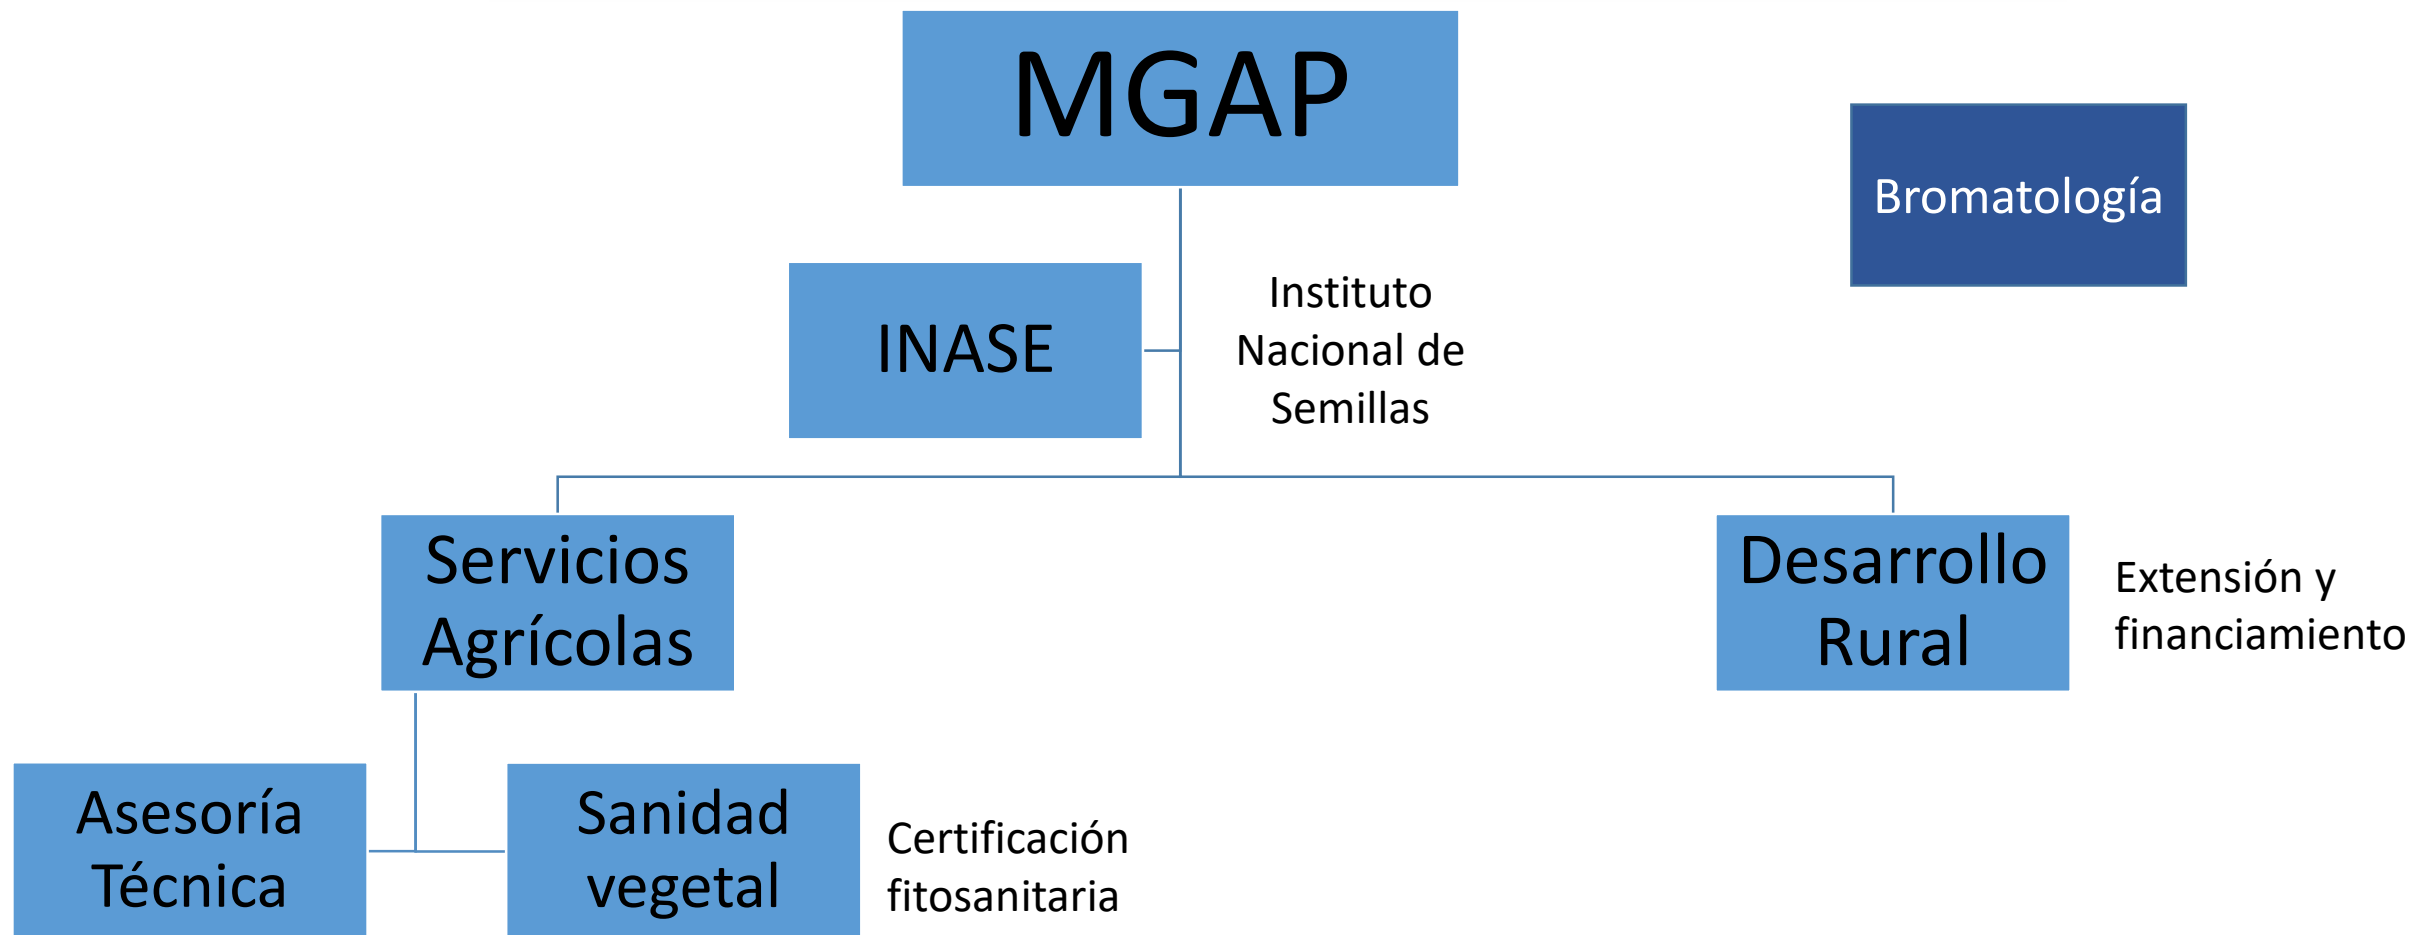 MGAP
Bromatología
INASE
Instituto
Nacional de
Semillas
Servicios
Agrícolas
Desarrollo
Rural
Extensión y
financiamiento
Asesoría
Técnica
Sanidad
vegetal
Certificación
fitosanitaria